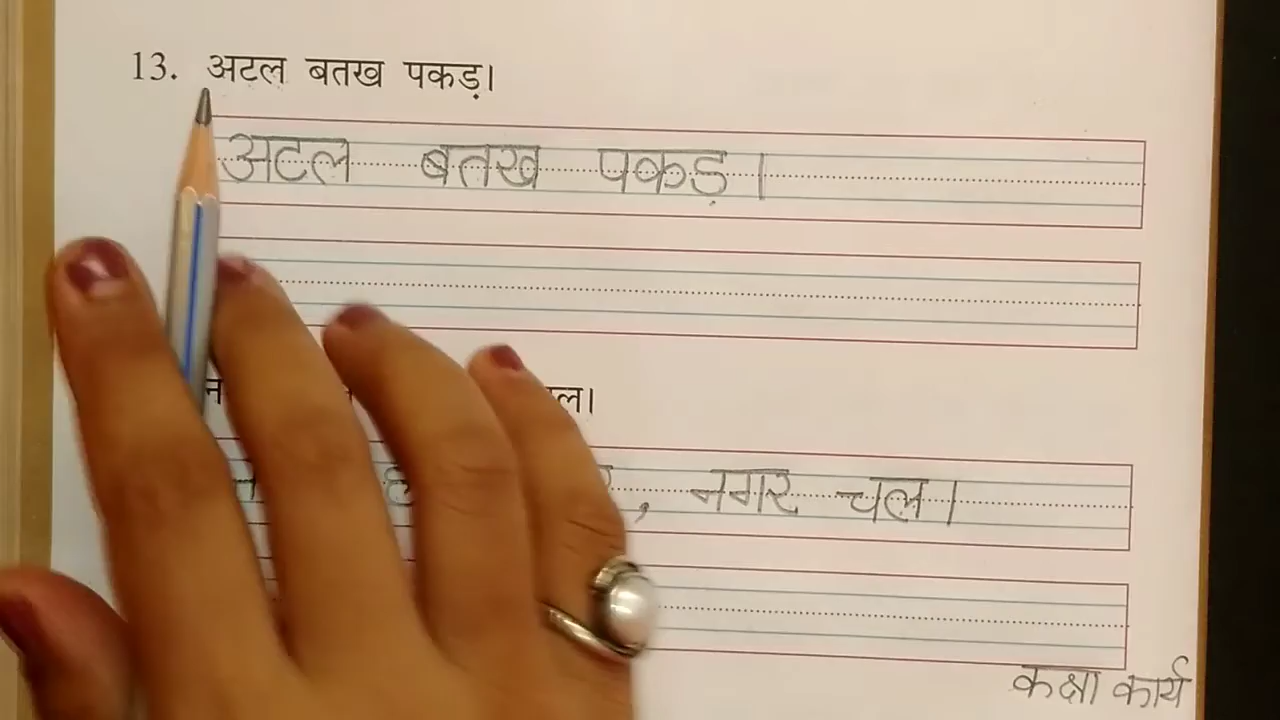 13. अटल बतख पकड़।
अटल बतख पकड़।
, नगर चल।
कक्षा कार्य